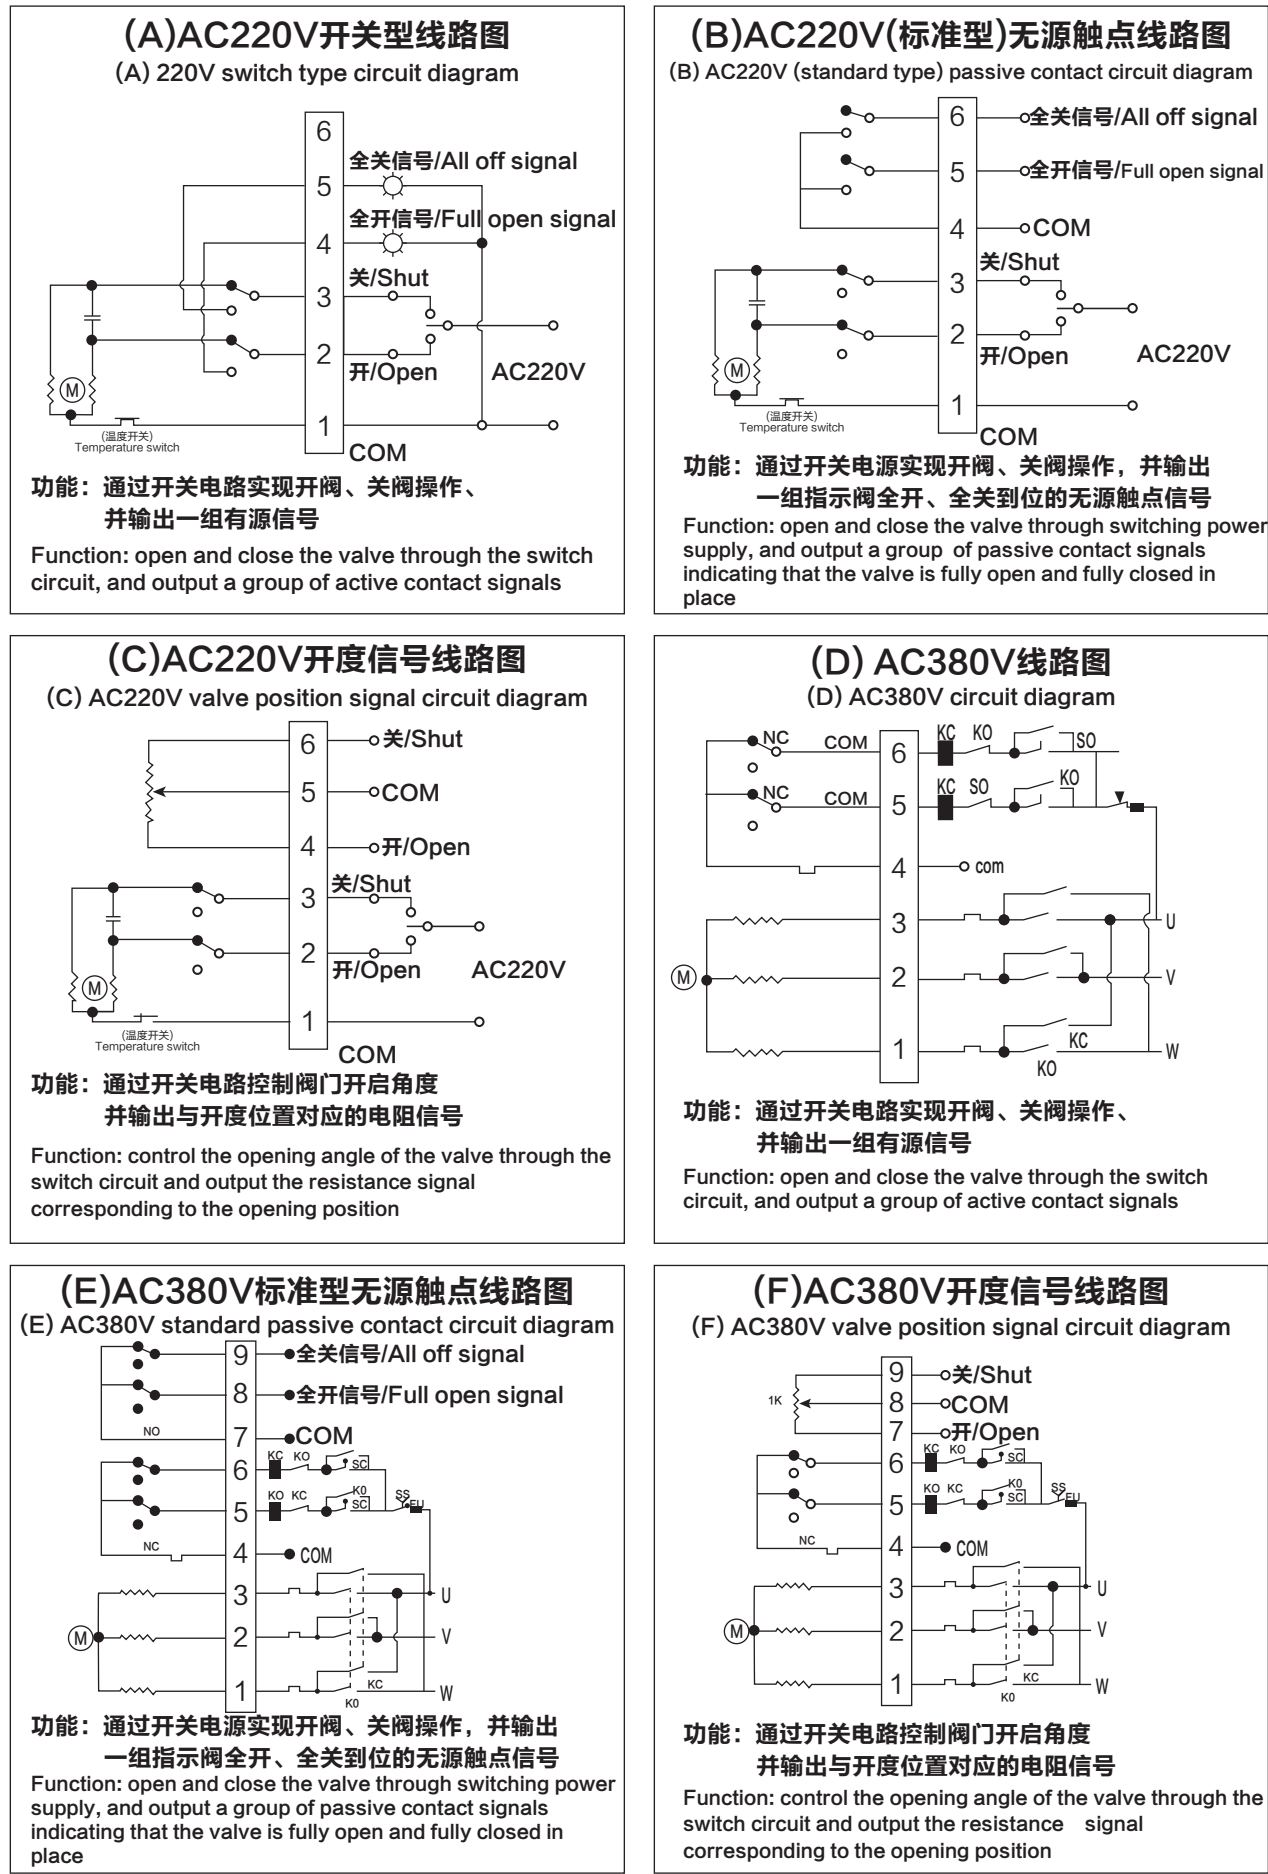 (A)AC220V开关型线路图
(A) 220V switch type circuit diagram
6
全关信号/All off signal
5
全开信号/Full open signal
4
关/Shut
3
2
开/Open
AC220V
M
1
(温度开关)
Temperature switch
COM
功能：通过开关电路实现开阀、关阀操作、
并输出一组有源信号
Function: open and close the valve through the switch
circuit, and output a group of active contact signals
(B)AC220V(标准型)无源触点线路图
(B) AC220V (standard type) passive contact circuit diagram
6
全关信号/All off signal
5
全开信号/Full open signal
4
COM
关/Shut
3
2
开/Open
AC220V
M
1
(温度开关)
Temperature switch
COM
功能：通过开关电源实现开阀、关阀操作，并输出
一组指示阀全开、全关到位的无源触点信号
Function: open and close the valve through switching power
supply, and output a group of passive contact signals
indicating that the valve is fully open and fully closed in
place
(C)AC220V开度信号线路图
(C) AC220V valve position signal circuit diagram
6
关/Shut
5
COM
4
开/Open
关/Shut
3
2
开/Open
AC220V
M
1
(温度开关)
Temperature switch
COM
功能：通过开关电路控制阀门开启角度
并输出与开度位置对应的电阻信号
Function: control the opening angle of the valve through the
switch circuit and output the resistance signal
corresponding to the opening position
(D) AC380V线路图
(D) AC380V circuit diagram
NC COM 6 KC KO SO
NC COM 5 KC SO KO
4 com
3 U
M 2 V
1 KC W
KO
功能：通过开关电路实现开阀、关阀操作、
并输出一组有源信号
Function: open and close the valve through the switch
circuit, and output a group of active contact signals
(E)AC380V标准型无源触点线路图
(E) AC380V standard passive contact circuit diagram
9 全关信号/All off signal
8 全开信号/Full open signal
NO 7 COM
6 KC KO SC
5 KO KC K0 SC SS FU
NC 4 COM
3 U
M 2 V
1 KC W
K0
功能：通过开关电源实现开阀、关阀操作，并输出
一组指示阀全开、全关到位的无源触点信号
Function: open and close the valve through switching power
supply, and output a group of passive contact signals
indicating that the valve is fully open and fully closed in
place
(F)AC380V开度信号线路图
(F) AC380V valve position signal circuit diagram
9 关/Shut
1K 8 COM
7 开/Open
6 KC KO SC
5 KO KC K0 SC SS FU
NC 4 COM
3 U
M 2 V
1 KC W
K0
功能：通过开关电路控制阀门开启角度
并输出与开度位置对应的电阻信号
Function: control the opening angle of the valve through the
switch circuit and output the resistance signal
corresponding to the opening position